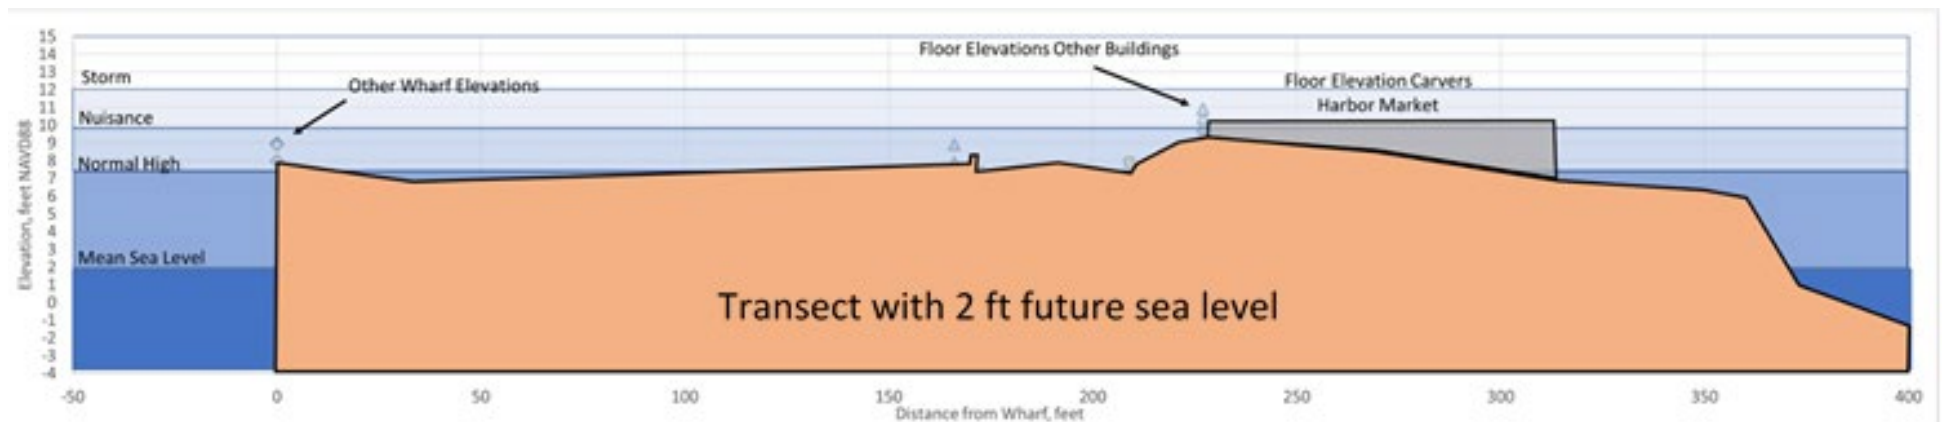 15
14
13
12
11
10
9
8
7
6
5
4
3
2
1
0
-1
-2
-3
-4
Elevation, feet NAVD88
Storm
Nuisance
Normal High
Mean Sea Level
Other Wharf Elevations
Floor Elevations Other Buildings
Floor Elevation Carvers
Harbor Market
Transect with 2 ft future sea level
-50
0
50
100
150
200
250
300
350
400
Distance from Wharf, feet